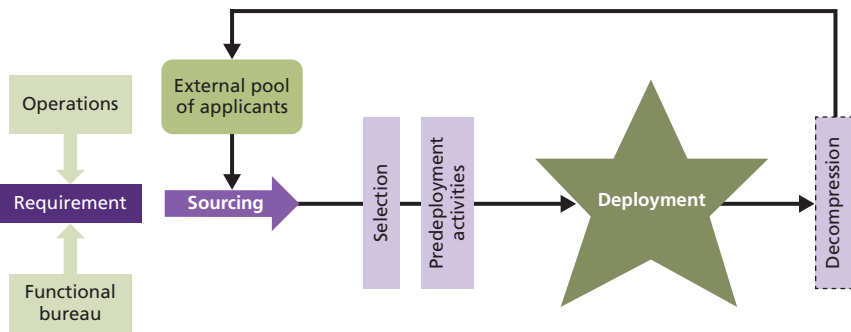 Operations
Requirement
Functional
bureau
External pool
of applicants
Sourcing
Selection
Predeployment
activities
Deployment
Decompression